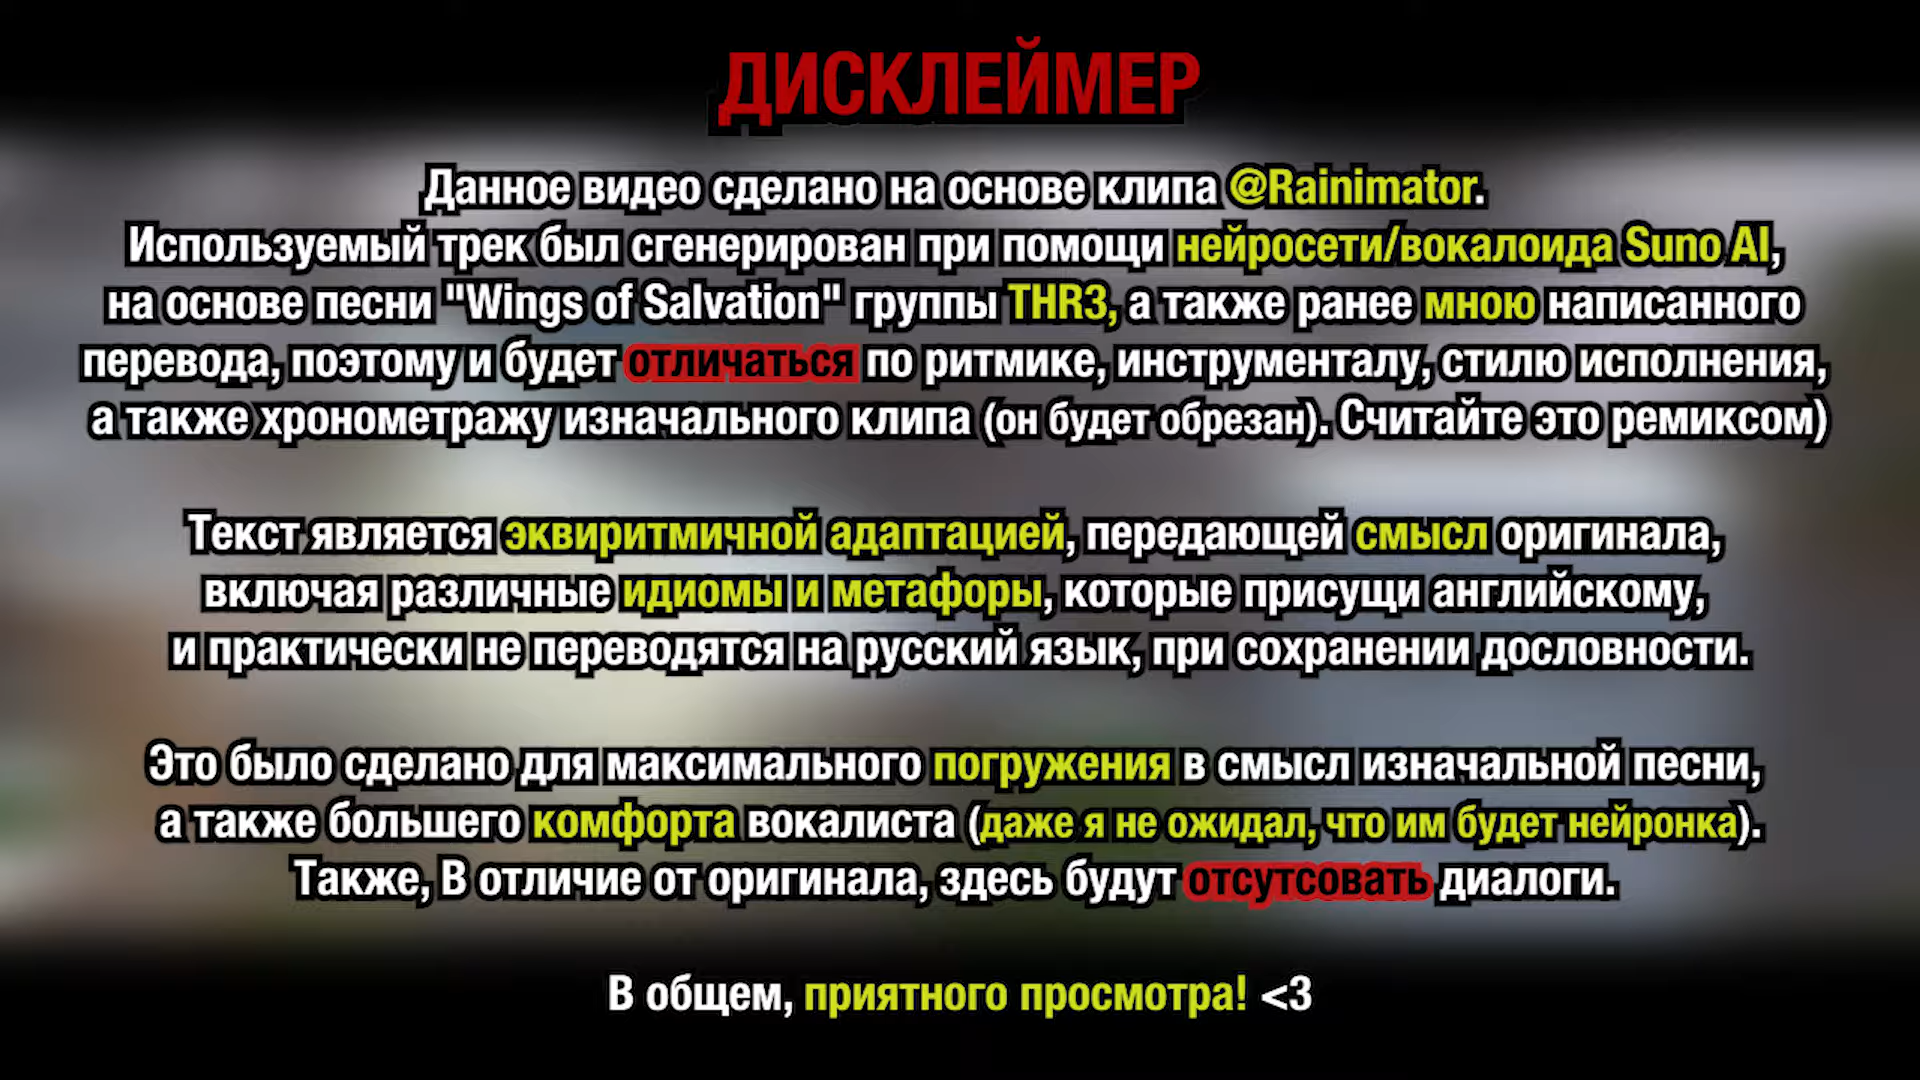 ДИСКЛЕЙМЕР
Данное видео сделано на основе клипа @Rainimator.
Используемый трек был сгенерирован при помощи нейросети/вокалоида Suno AI,
на основе песни "Wings of Salvation" группы THR3, а также ранее мною написанного
перевода, поэтому и будет отличаться по ритмике, инструменталу, стилю исполнения,
а также хронометражу изначального клипа (он будет обрезан). Считайте это ремиксом)
Текст является эквиритмичной адаптацией, передающей смысл оригинала,
включая различные идиомы и метафоры, которые присущи английскому,
и практически не переводятся на русский язык, при сохранении дословности.
Это было сделано для максимального погружения в смысл изначальной песни,
а также большего комфорта вокалиста (даже я не ожидал, что им будет нейронка).
Также, В отличие от оригинала, здесь будут отсутсовать диалоги.
В общем, приятного просмотра! <3